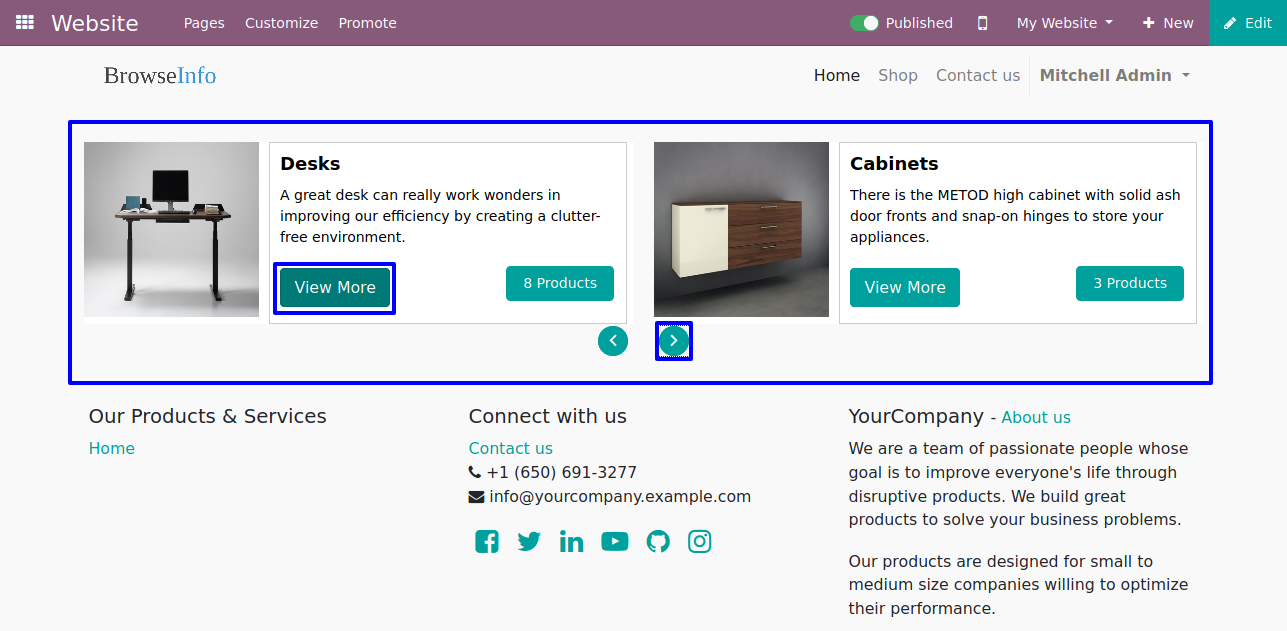 Website Pages Customize Promote Published My Website New Edit
BrowseInfo Home Shop Contact us Mitchell Admin
Desks
A great desk can really work wonders in
improving our efficiency by creating a clutter-
free environment.
View More 8 Products
Cabinets
There is the METOD high cabinet with solid ash
door fronts and snap-on hinges to store your
appliances.
View More 3 Products
Our Products & Services
Home
Connect with us
Contact us
+1 (650) 691-3277
info@yourcompany.example.com
YourCompany - About us
We are a team of passionate people whose
goal is to improve everyone's life through
disruptive products. We build great
products to solve your business problems.
Our products are designed for small to
medium size companies willing to optimize
their performance.